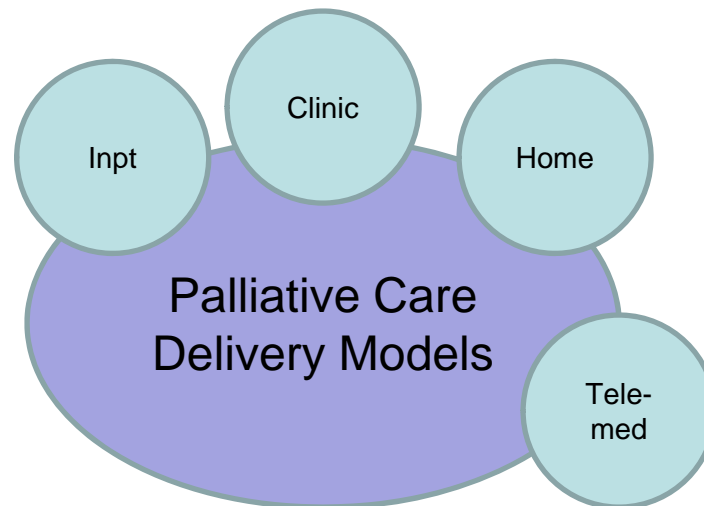 Clinic
Inpt
Home
Palliative Care
Delivery Models
Tele-
med